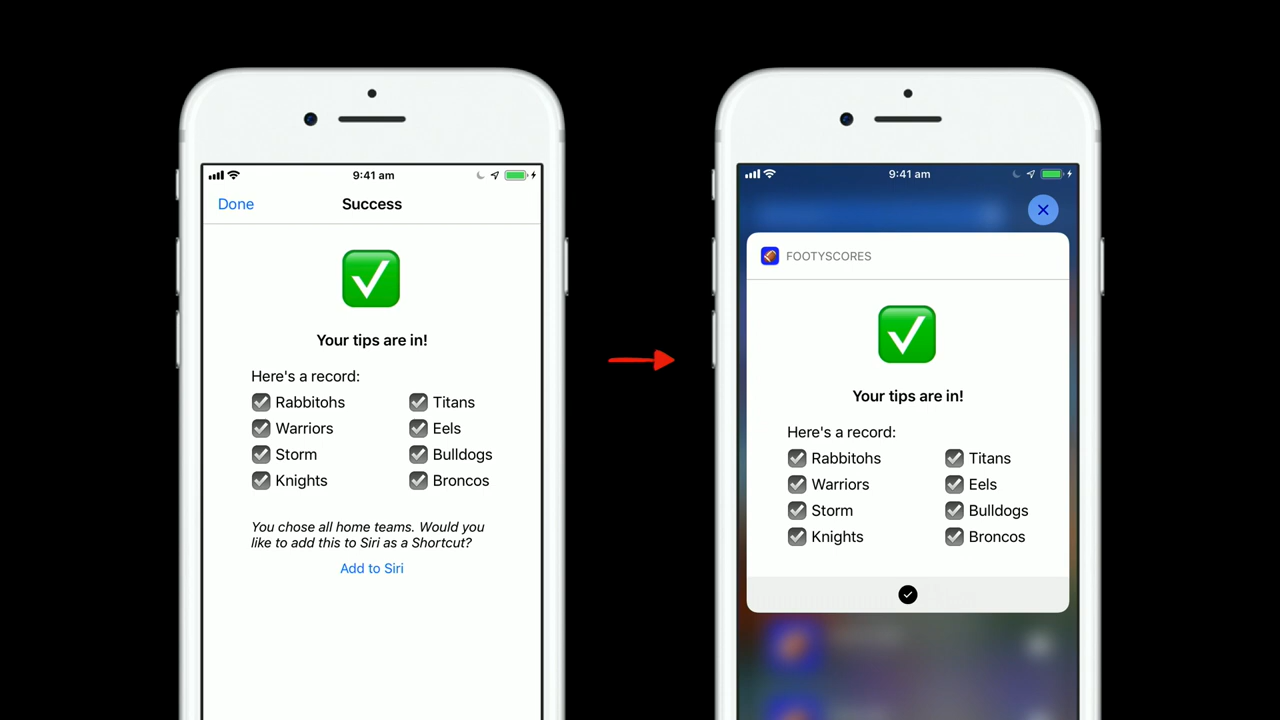 9:41 am
Done
Success
Your tips are in!
Here's a record:
Rabbitohs Titans
Warriors Eels
Storm Bulldogs
Knights Broncos
You chose all home teams. Would you
like to add this to Siri as a Shortcut?
Add to Siri
9:41 am
FOOTYSCORES
Your tips are in!
Here's a record:
Rabbitohs Titans
Warriors Eels
Storm Bulldogs
Knights Broncos